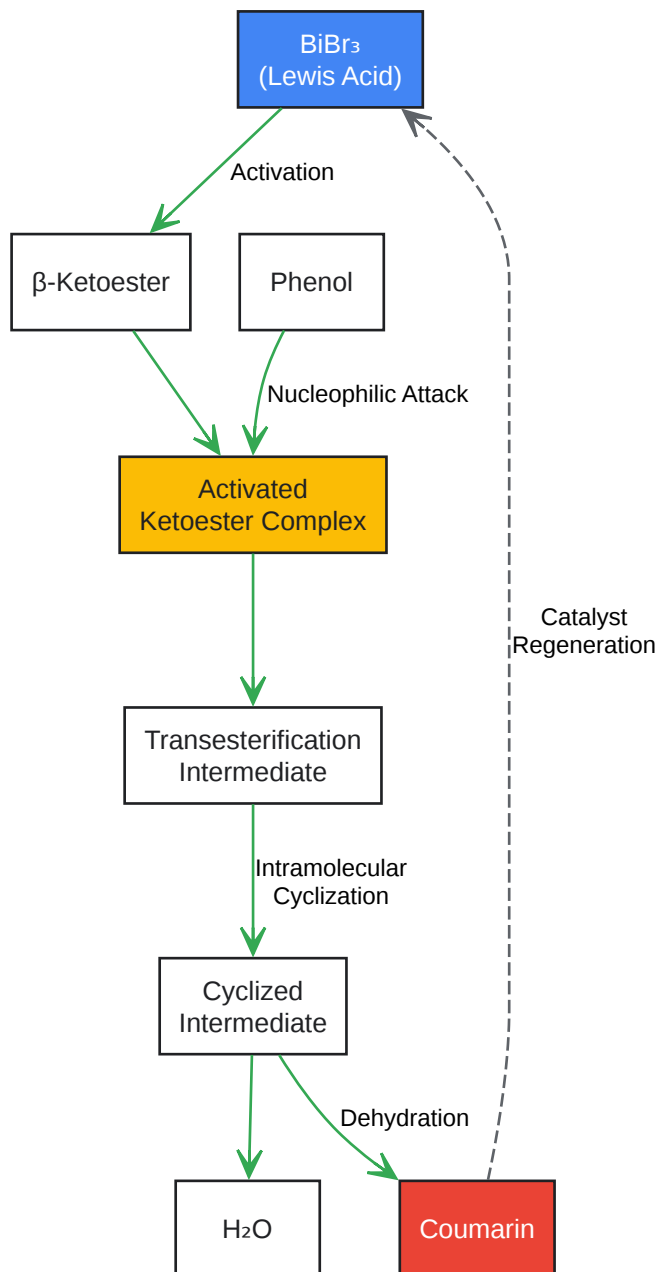 BiBr₃
(Lewis Acid)
Activation
β-Ketoester
Phenol
Nucleophilic Attack
Activated
Ketoester Complex
Catalyst
Regeneration
Transesterification
Intermediate
Intramolecular
Cyclization
Cyclized
Intermediate
Dehydration
H₂O
Coumarin